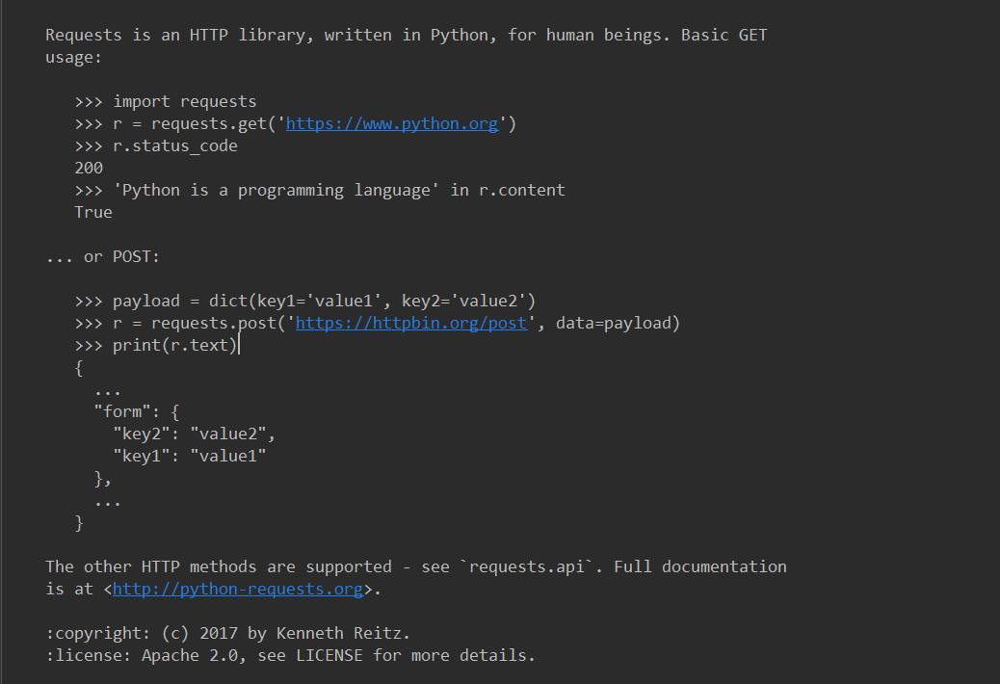 Requests is an HTTP library, written in Python, for human beings. Basic GET
usage:
>>> import requests
>>> r = requests.get('https://www.python.org')
>>> r.status_code
200
>>> 'Python is a programming language' in r.content
True
... or POST:
>>> payload = dict(key1='value1', key2='value2')
>>> r = requests.post('https://httpbin.org/post', data=payload)
>>> print(r.text)
{
...
"form": {
"key2": "value2",
"key1": "value1"
},
...
}
The other HTTP methods are supported - see `requests.api`. Full documentation
is at <http://python-requests.org>.
:copyright: (c) 2017 by Kenneth Reitz.
:license: Apache 2.0, see LICENSE for more details.